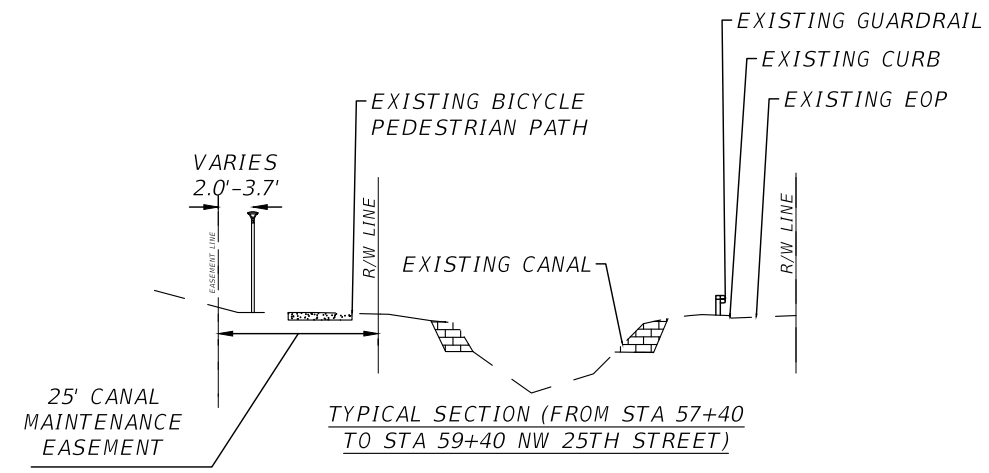 EXISTING GUARDRAIL
EXISTING CURB
EXISTING EOP
EXISTING BICYCLE
PEDESTRIAN PATH
VARIES
2.0'-3.7'
EASEMENT LINE
R/W LINE
R/W LINE
EXISTING CANAL
25' CANAL
MAINTENANCE
EASEMENT
TYPICAL SECTION (FROM STA 57+40
TO STA 59+40 NW 25TH STREET)